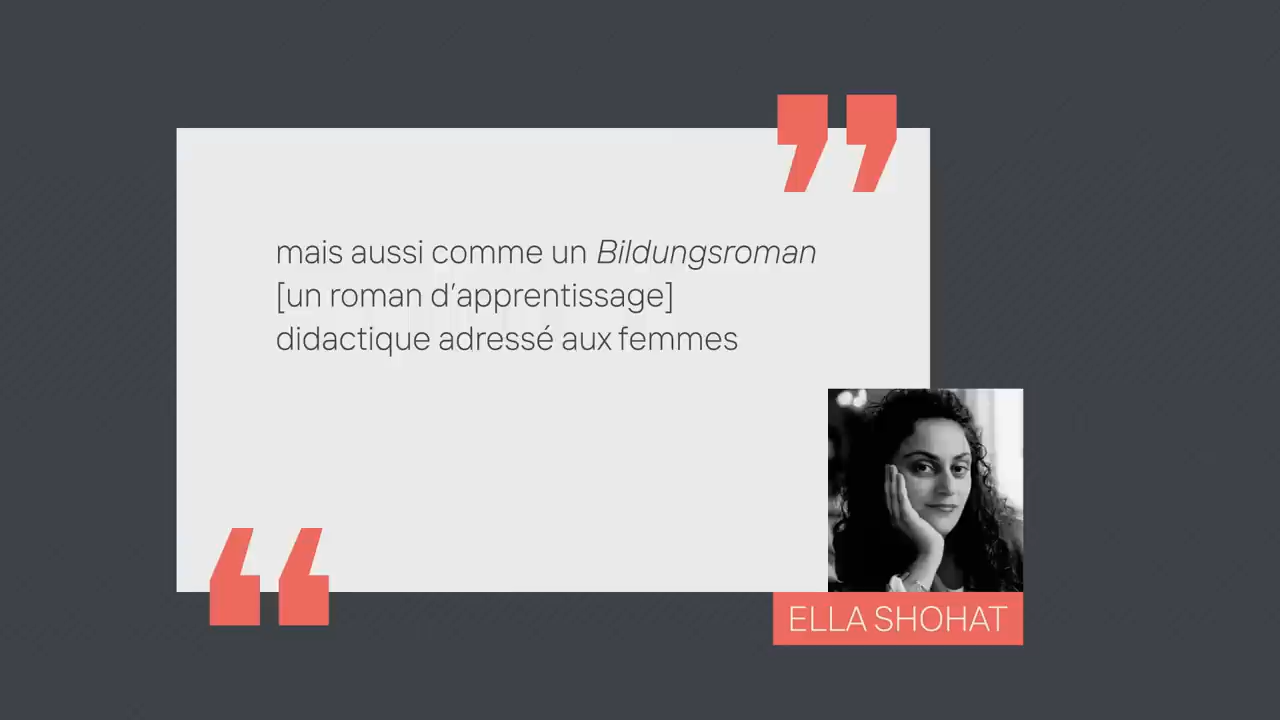 mais aussi comme un Bildungsroman
[un roman d’apprentissage]
didactique adressé aux femmes
ELLA SHOHAT